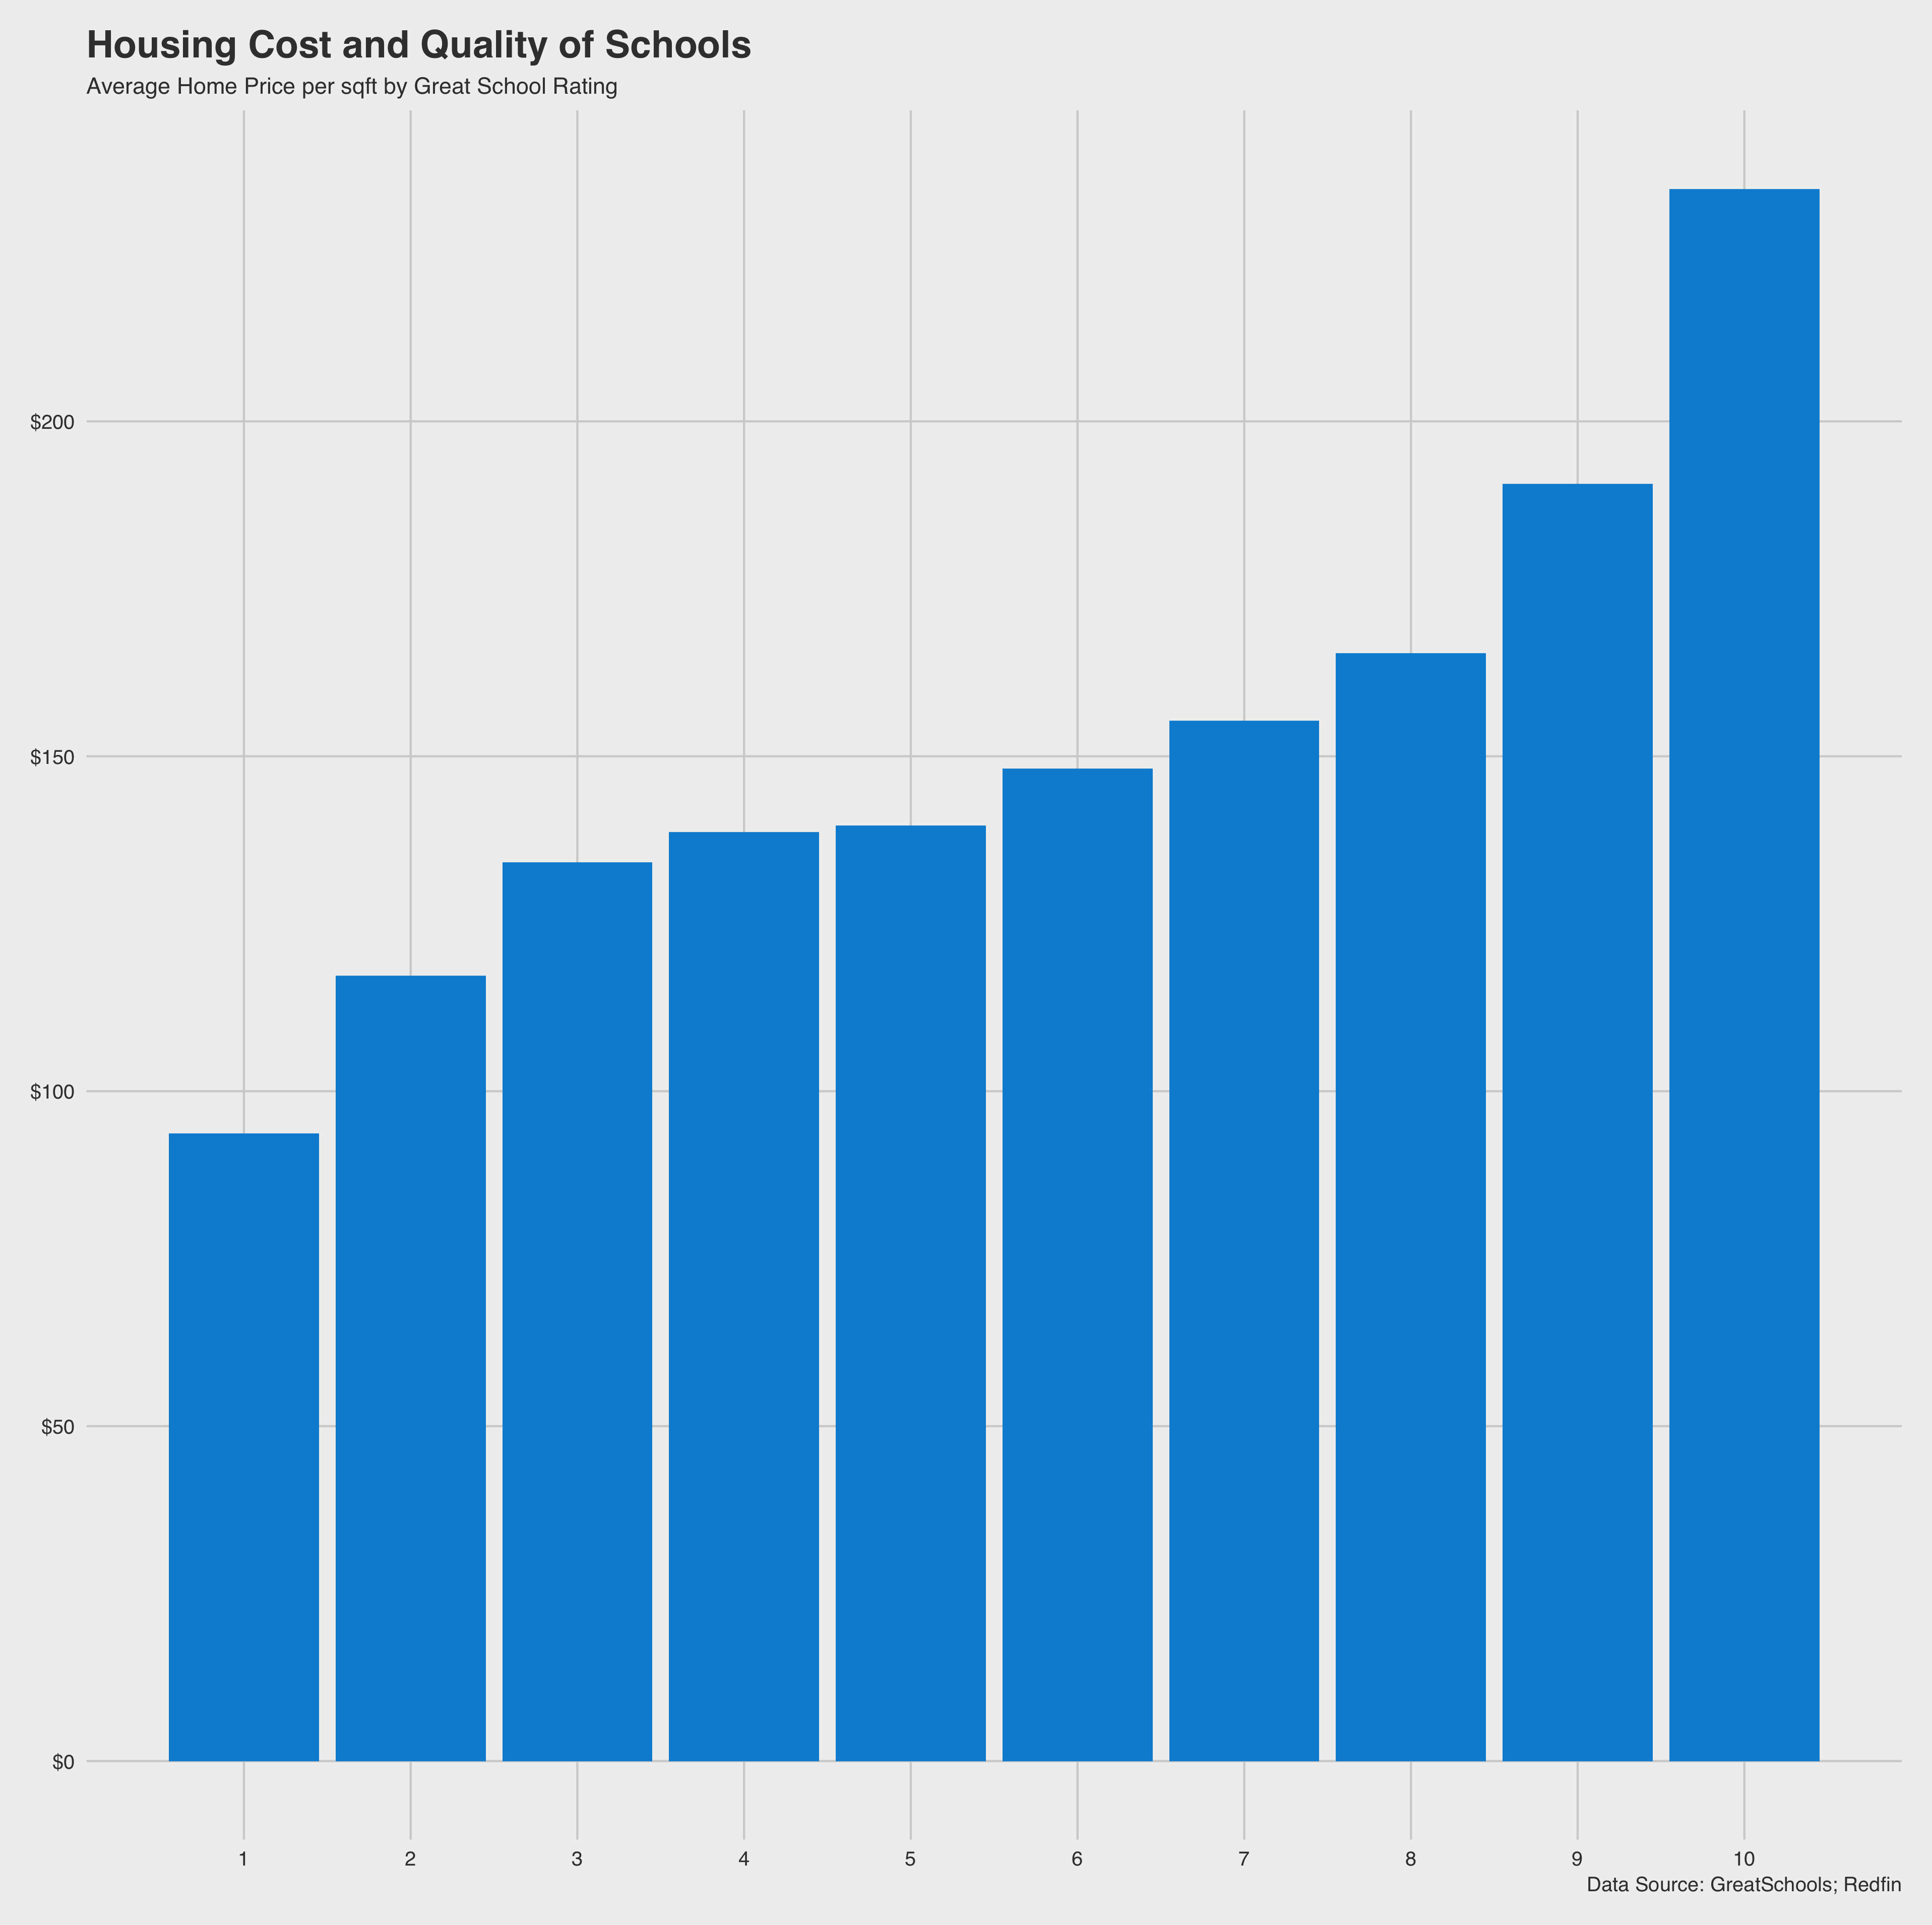 Housing Cost and Quality of Schools
Average Home Price per sqft by Great School Rating
$200
$150
$100
$50
$0
1 2 3 4 5 6 7 8 9 10
Data Source: GreatSchools; Redfin